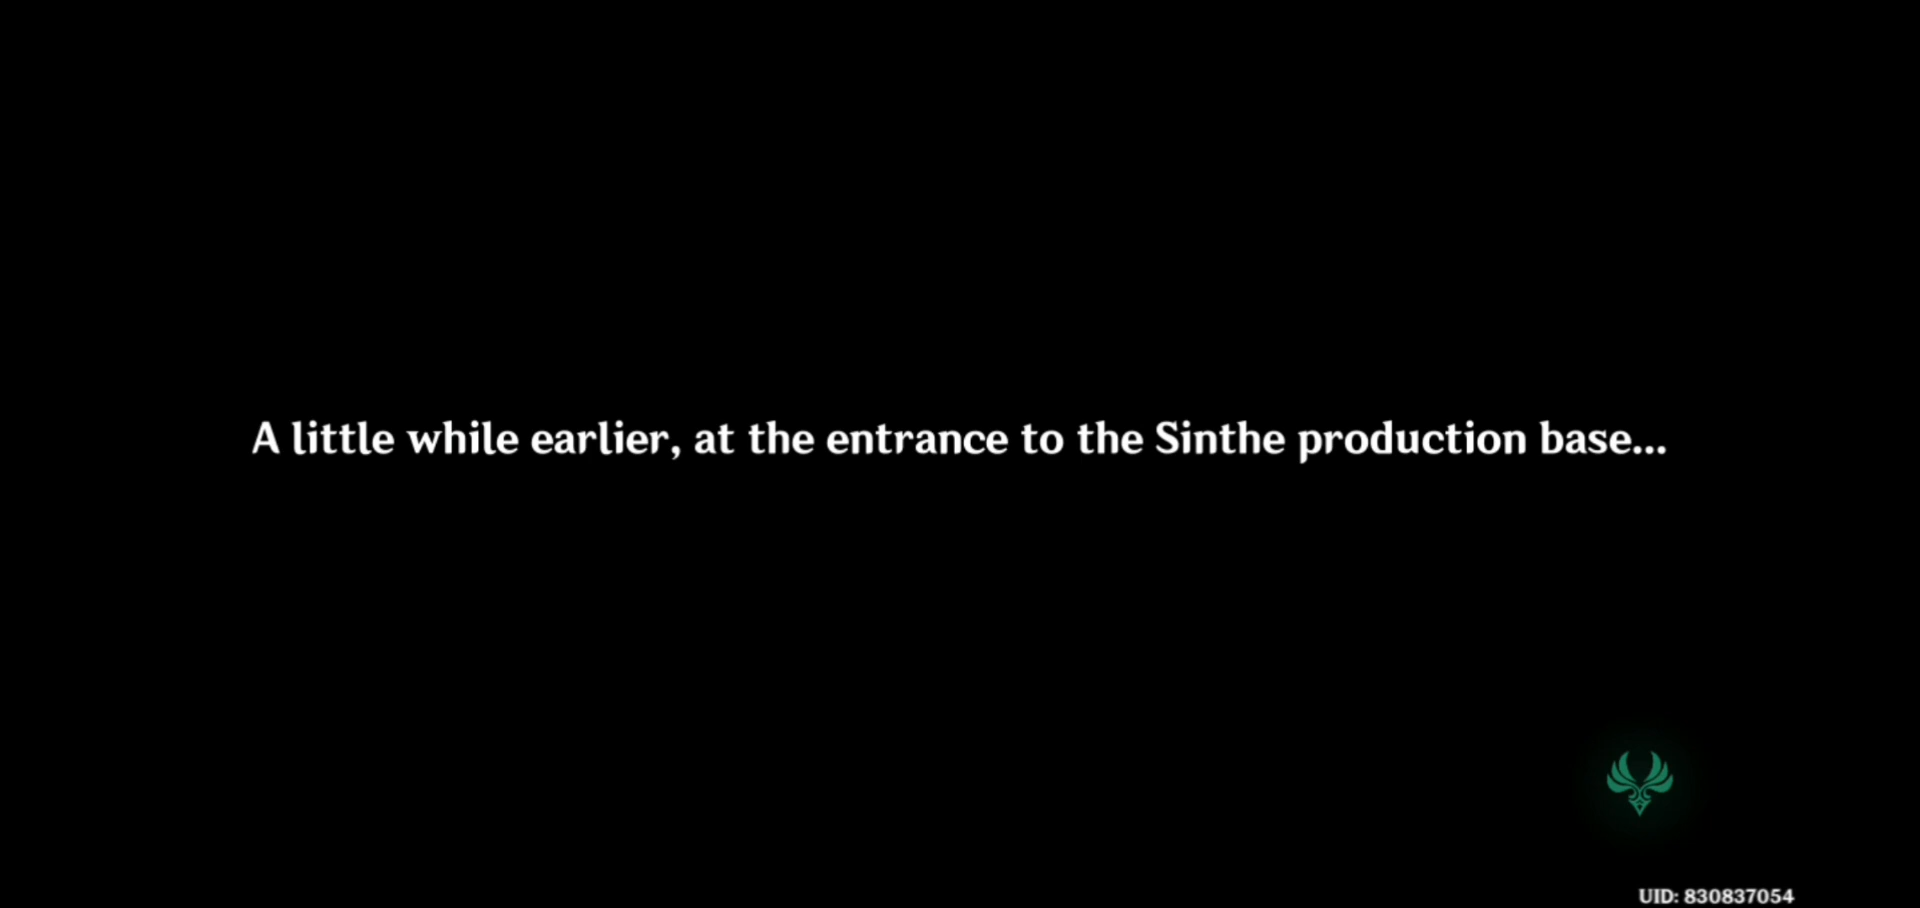 A little while earlier, at the entrance to the Sinthe production base...
UID: 830837054